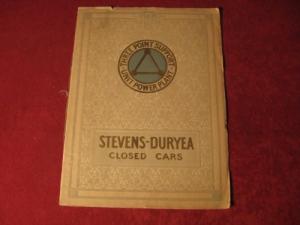 THREE POINT SUPPORT
UNIT POWER PLANT
STEVENS-DURYEA
CLOSED CARS